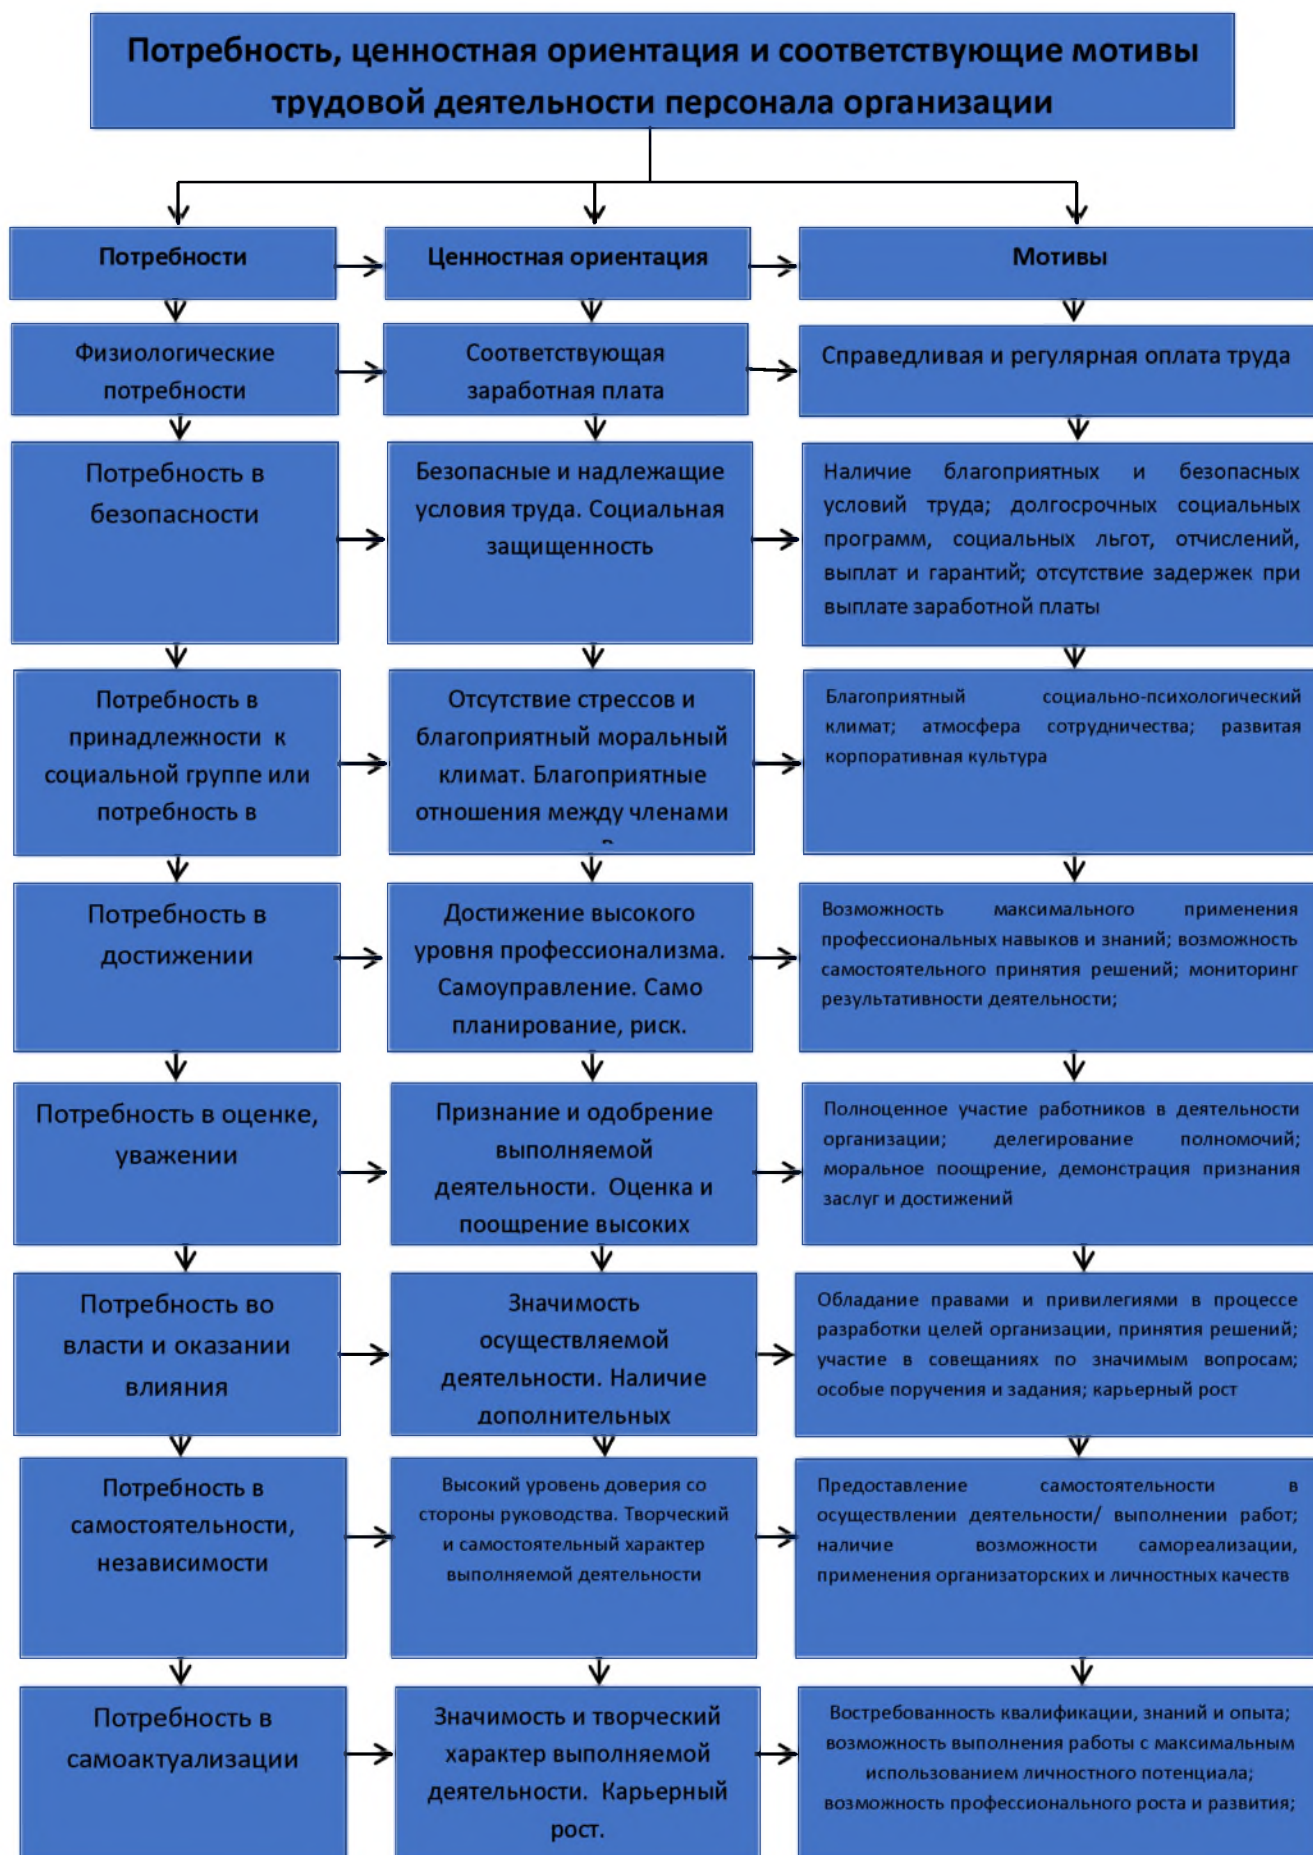 Потребность, ценностная ориентация и соответствующие мотивы
трудовой деятельности персонала организации
Потребности
Ценностная ориентация
Мотивы
Физиологические
потребности
Соответствующая
заработная плата
Справедливая и регулярная оплата труда
Потребность в
безопасности
Безопасные и надлежащие
условия труда. Социальная
защищенность
Наличие благоприятных и безопасных
условий труда; долгосрочных социальных
программ, социальных льгот, отчислений,
выплат и гарантий; отсутствие задержек при
выплате заработной платы
Потребность в
принадлежности к
социальной группе или
потребность в
Отсутствие стрессов и
благоприятный моральный
климат. Благоприятные
отношения между членами
Благоприятный социально-психологический
климат; атмосфера сотрудничества; развитая
корпоративная культура
Потребность в
достижении
Достижение высокого
уровня профессионализма.
Самоуправление. Само
планирование, риск.
Возможность максимального применения
профессиональных навыков и знаний; возможность
самостоятельного принятия решений; мониторинг
результативности деятельности;
Потребность в оценке,
уважении
Признание и одобрение
выполняемой
деятельности. Оценка и
поощрение высоких
Полноценное участие работников в деятельности
организации; делегирование полномочий;
моральное поощрение, демонстрация признания
заслуг и достижений
Потребность во
власти и оказании
влияния
Значимость
осуществляемой
деятельности. Наличие
дополнительных
Обладание правами и привилегиями в процессе
разработки целей организации, принятия решений;
участие в совещаниях по значимым вопросам;
особые поручения и задания; карьерный рост
Потребность в
самостоятельности,
независимости
Высокий уровень доверия со
стороны руководства. Творческий
и самостоятельный характер
выполняемой деятельности
Предоставление самостоятельности в
осуществлении деятельности/ выполнении работ;
наличие возможности самореализации,
применения организаторских и личностных качеств
Потребность в
самоактуализации
Значимость и творческий
характер выполняемой
деятельности. Карьерный
рост.
Востребованность квалификации, знаний и опыта;
возможность выполнения работы с максимальным
использованием личностного потенциала;
возможность профессионального роста и развития;